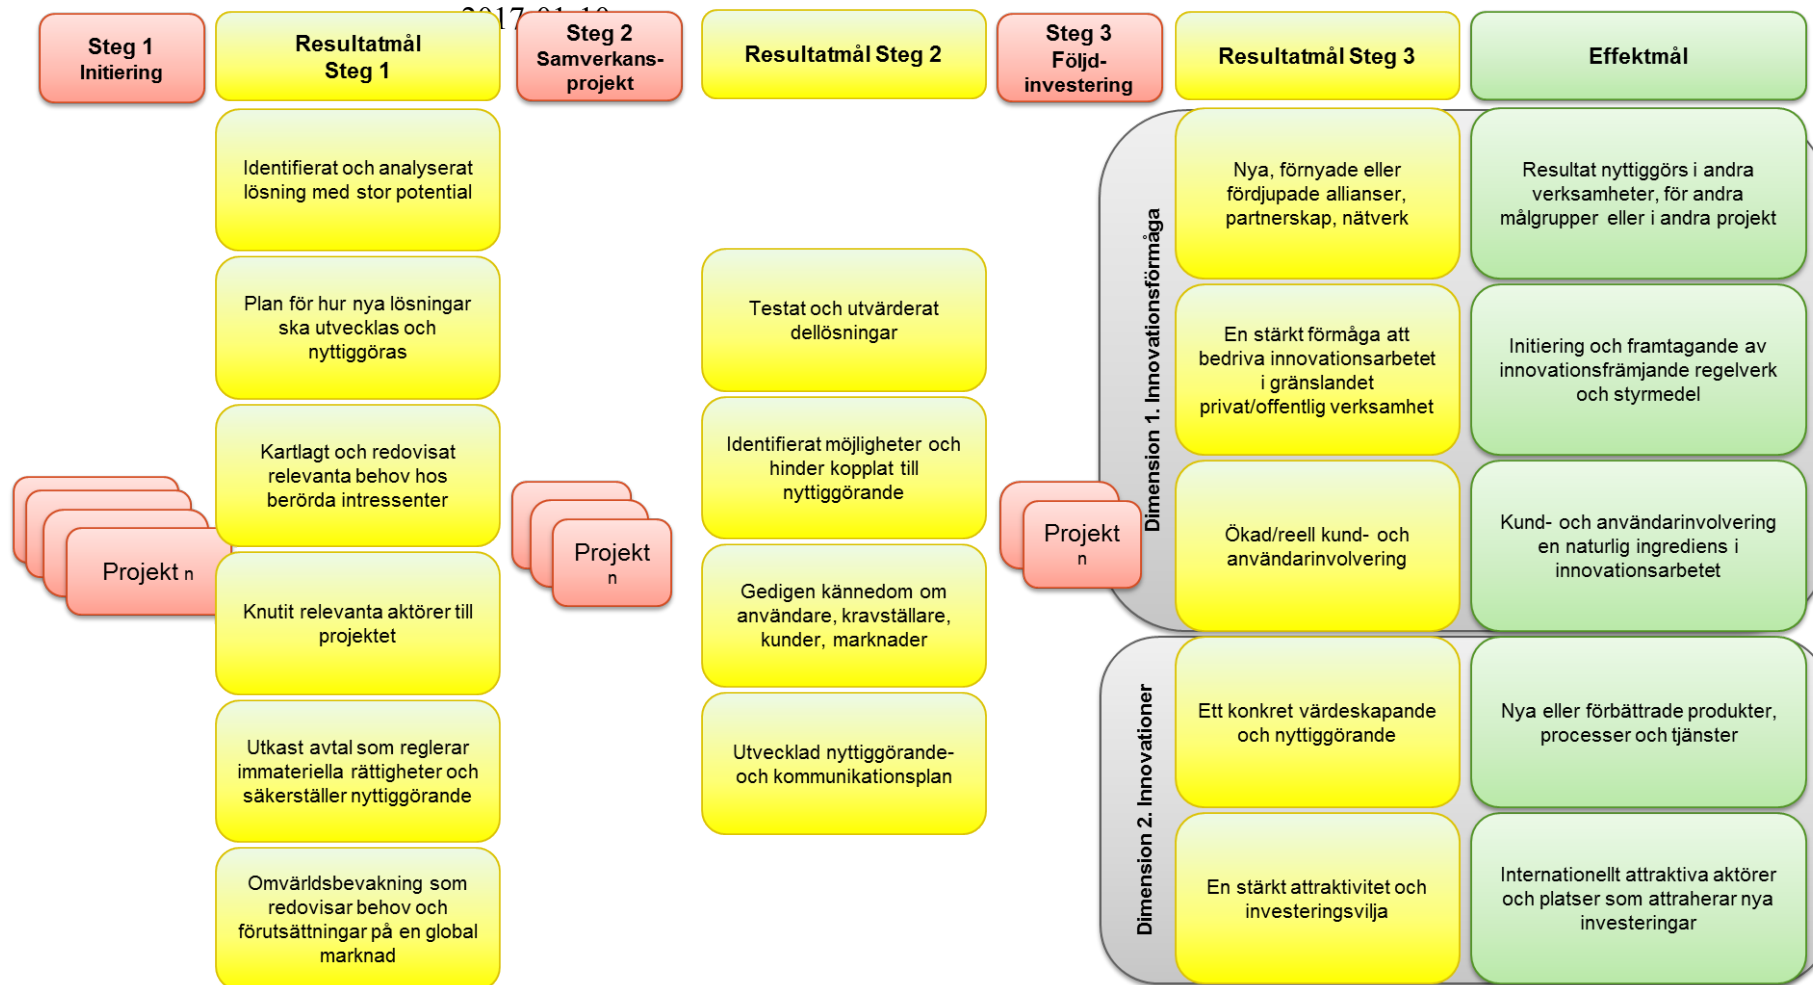 2017-01-10
Steg 1
Initiering
Resultatmål
Steg 1
Steg 2
Samverkans-
projekt
Resultatmål Steg 2
Steg 3
Följd-
investering
Resultatmål Steg 3
Effektmål
Projekt n
Identifierat och analyserat
lösning med stor potential
Plan för hur nya lösningar
ska utvecklas och
nyttiggöras
Kartlagt och redovisat
relevanta behov hos
berörda intressenter
Knutit relevanta aktörer till
projektet
Utkast avtal som reglerar
immateriella rättigheter och
säkerställer nyttiggörande
Omvärldsbevakning som
redovisar behov och
förutsättningar på en global
marknad
Projekt
n
Testat och utvärderat
dellösningar
Identifierat möjligheter och
hinder kopplat till
nyttiggörande
Gedigen kännedom om
användare, kravställare,
kunder, marknader
Utvecklad nyttiggörande-
och kommunikationsplan
Projekt
n
Dimension 1. Innovationsförmåga
Nya, förnyade eller
fördjupade allianser,
partnerskap, nätverk
Resultat nyttiggörs i andra
verksamheter, för andra
målgrupper eller i andra projekt
En stärkt förmåga att
bedriva innovationsarbetet
i gränslandet
privat/offentlig verksamhet
Initiering och framtagande av
innovationsfrämjande regelverk
och styrmedel
Ökad/reell kund- och
användarinvolvering
Kund- och användarinvolvering
en naturlig ingrediens i
innovationsarbetet
Dimension 2. Innovationer
Ett konkret värdeskapande
och nyttiggörande
Nya eller förbättrade produkter,
processer och tjänster
En stärkt attraktivitet och
investeringsvilja
Internationellt attraktiva aktörer
och platser som attraherar nya
investeringar